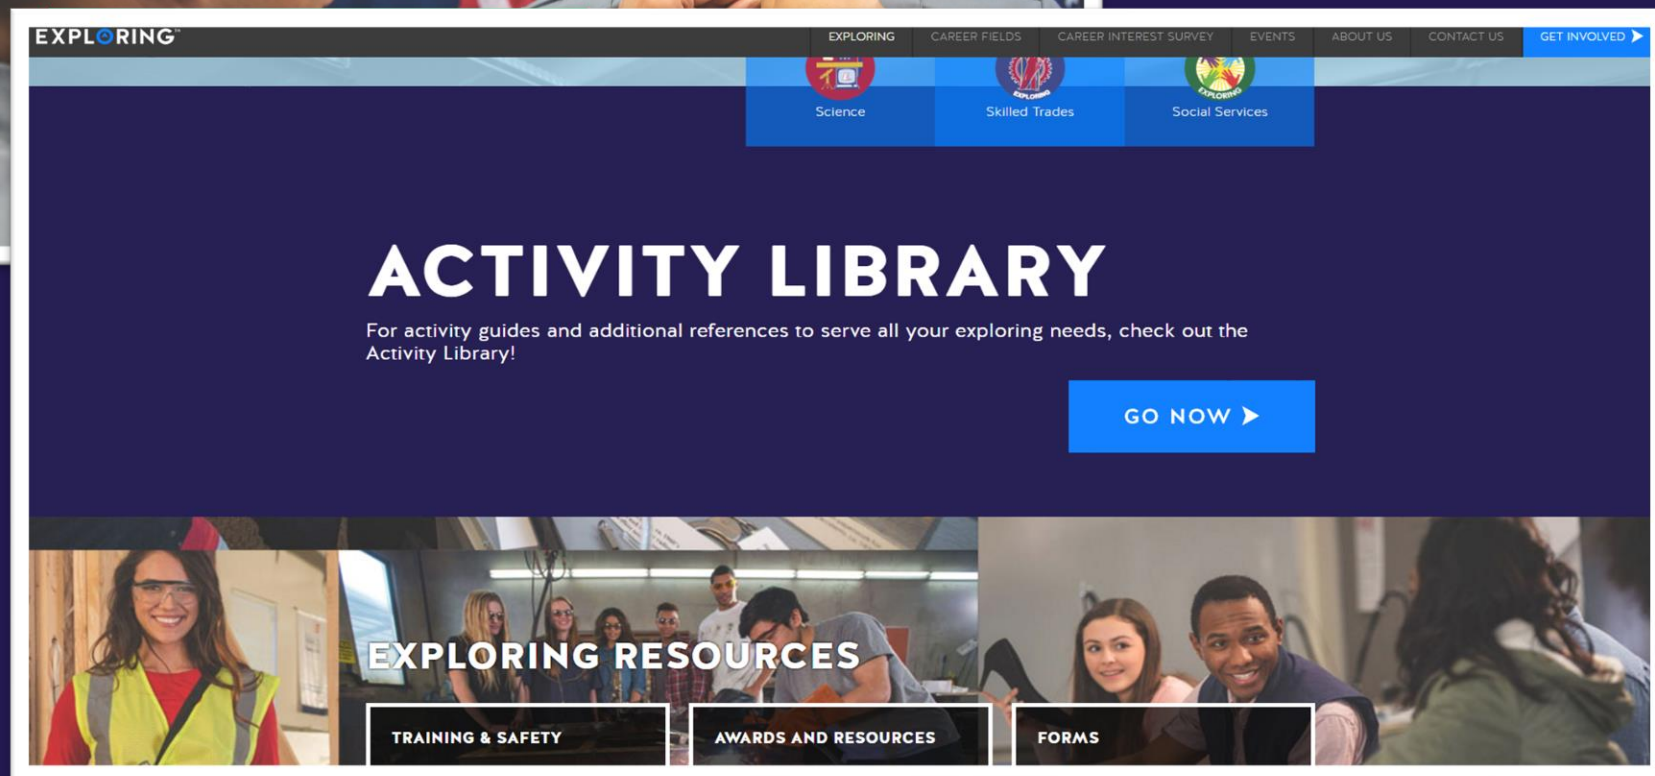 EXPLORING™
EXPLORING
CAREER FIELDS
CAREER INTEREST SURVEY
EVENTS
ABOUT US
CONTACT US
GET INVOLVED
EXPLORING
EXPLORING
Science
Skilled Trades
Social Services
ACTIVITY LIBRARY
For activity guides and additional references to serve all your exploring needs, check out the
Activity Library!
GO NOW
EXPLORING RESOURCES
TRAINING & SAFETY
AWARDS AND RESOURCES
FORMS